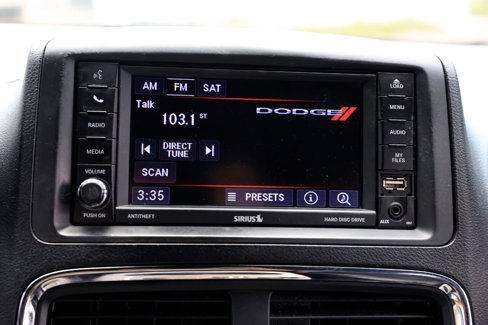 AM FM SAT
Talk
103.1 ST
DODGE
DIRECT
TUNE
SCAN
3:35
PRESETS
RADIO
MEDIA
VOLUME
PUSH ON
ANTITHEFT
SIRIUS
HARD DISC DRIVE
LOAD
MENU
AUDIO
MY
FILES
AUX